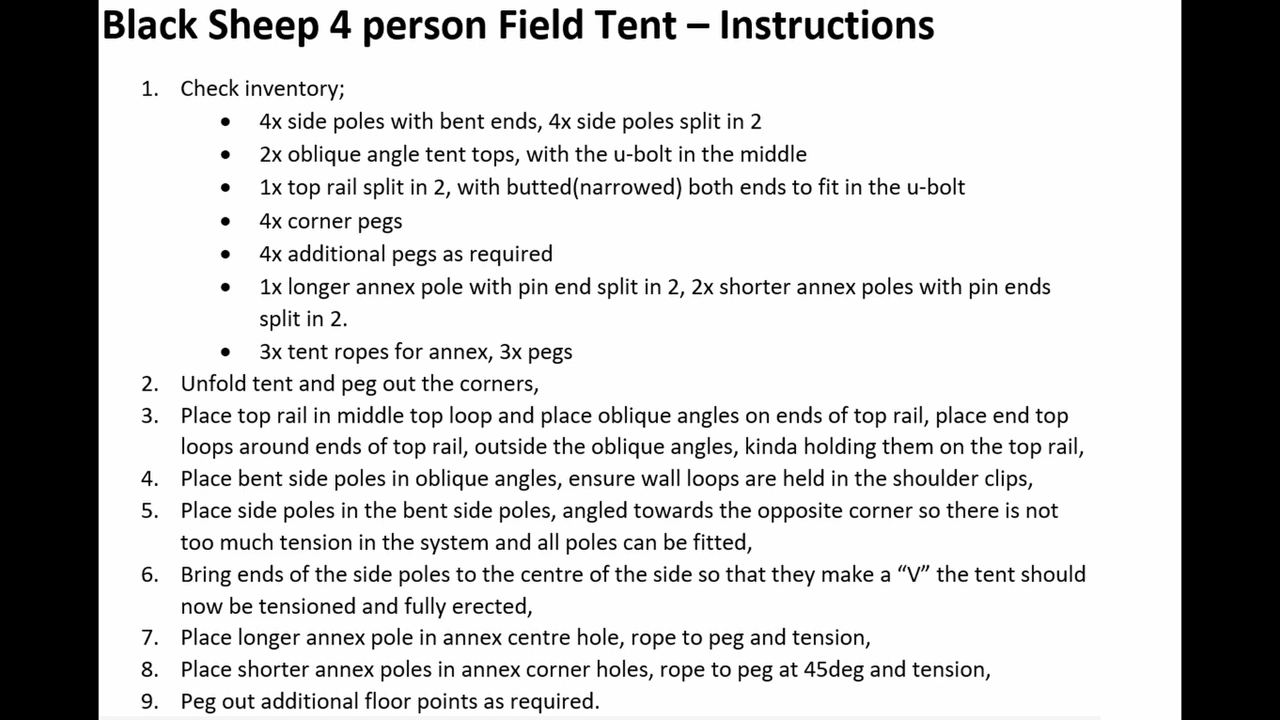 Black Sheep 4 person Field Tent – Instructions
1. Check inventory;
• 4x side poles with bent ends, 4x side poles split in 2
• 2x oblique angle tent tops, with the u-bolt in the middle
• 1x top rail split in 2, with butted(narrowed) both ends to fit in the u-bolt
• 4x corner pegs
• 4x additional pegs as required
• 1x longer annex pole with pin end split in 2, 2x shorter annex poles with pin ends
split in 2.
• 3x tent ropes for annex, 3x pegs
2. Unfold tent and peg out the corners,
3. Place top rail in middle top loop and place oblique angles on ends of top rail, place end top
loops around ends of top rail, outside the oblique angles, kinda holding them on the top rail,
4. Place bent side poles in oblique angles, ensure wall loops are held in the shoulder clips,
5. Place side poles in the bent side poles, angled towards the opposite corner so there is not
too much tension in the system and all poles can be fitted,
6. Bring ends of the side poles to the centre of the side so that they make a “V” the tent should
now be tensioned and fully erected,
7. Place longer annex pole in annex centre hole, rope to peg and tension,
8. Place shorter annex poles in annex corner holes, rope to peg at 45deg and tension,
9. Peg out additional floor points as required.